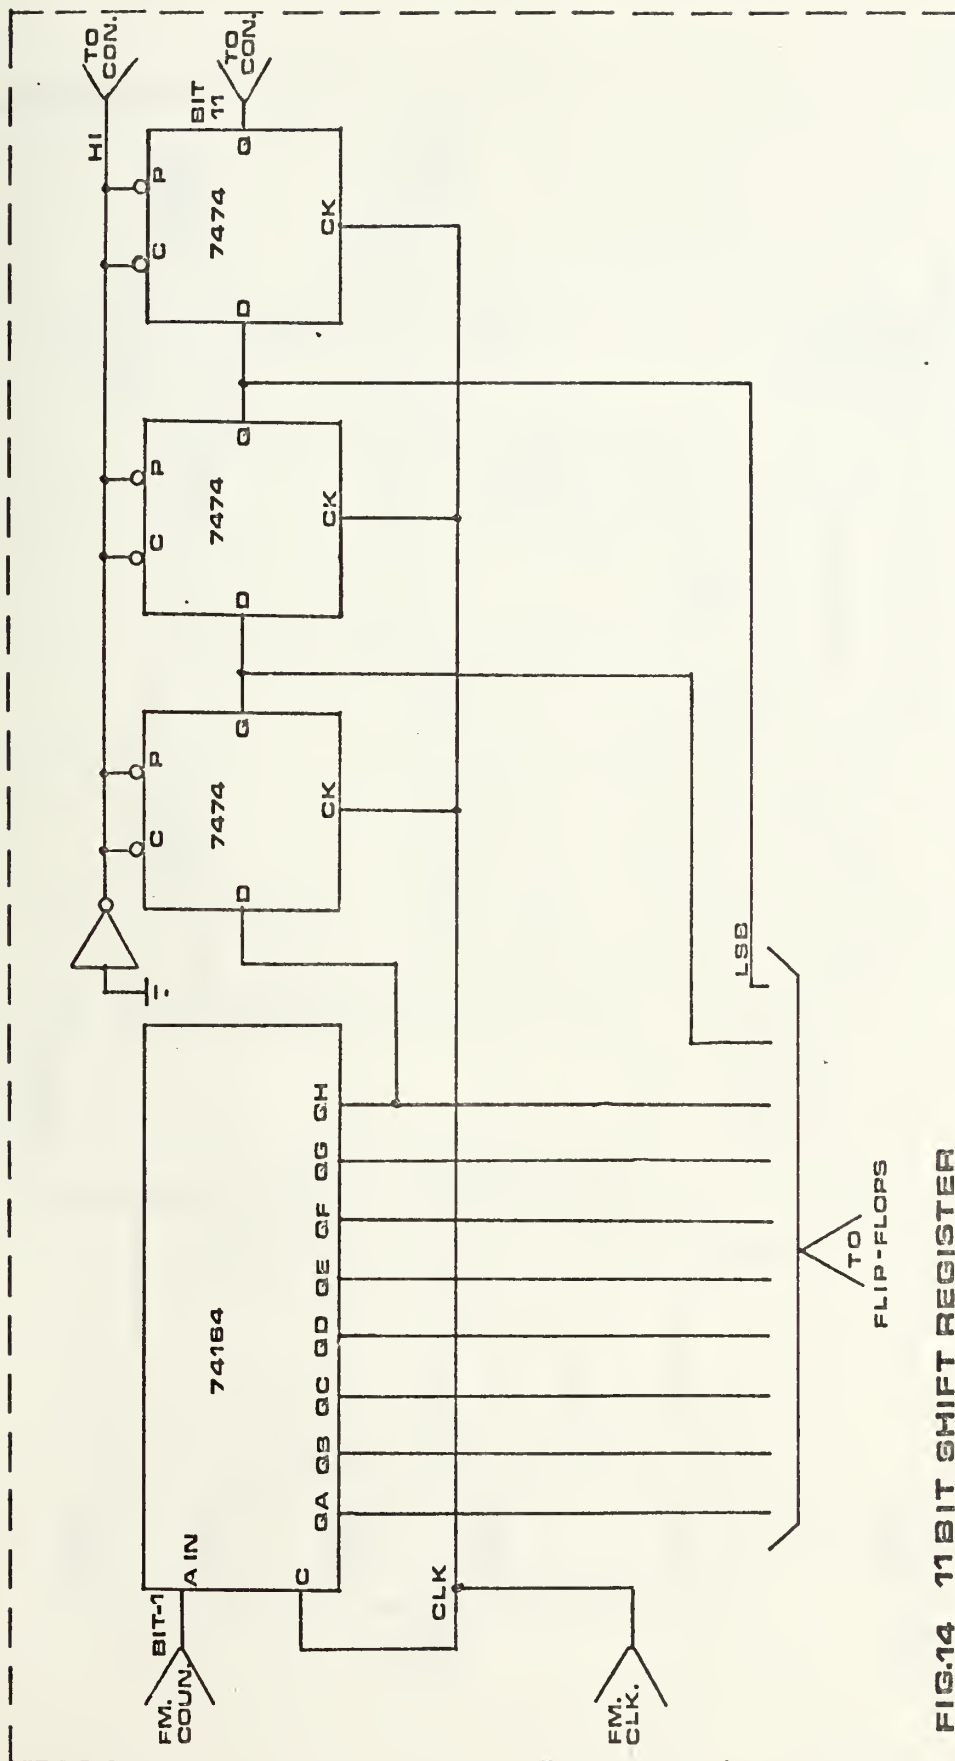 TO
CON.
HI
C P
C P
C P
BIT
11
TO
CON.
FM.
COUN.
BIT-1
A IN
74164
7474
7474
7474
D Q
D Q
D Q
C
QA QB QC QD QE QF QG QH
CK
CK
CK
CLK
FM.
CLK.
LSB
TO
FLIP-FLOPS
FIG.14 11 BIT SHIFT REGISTER